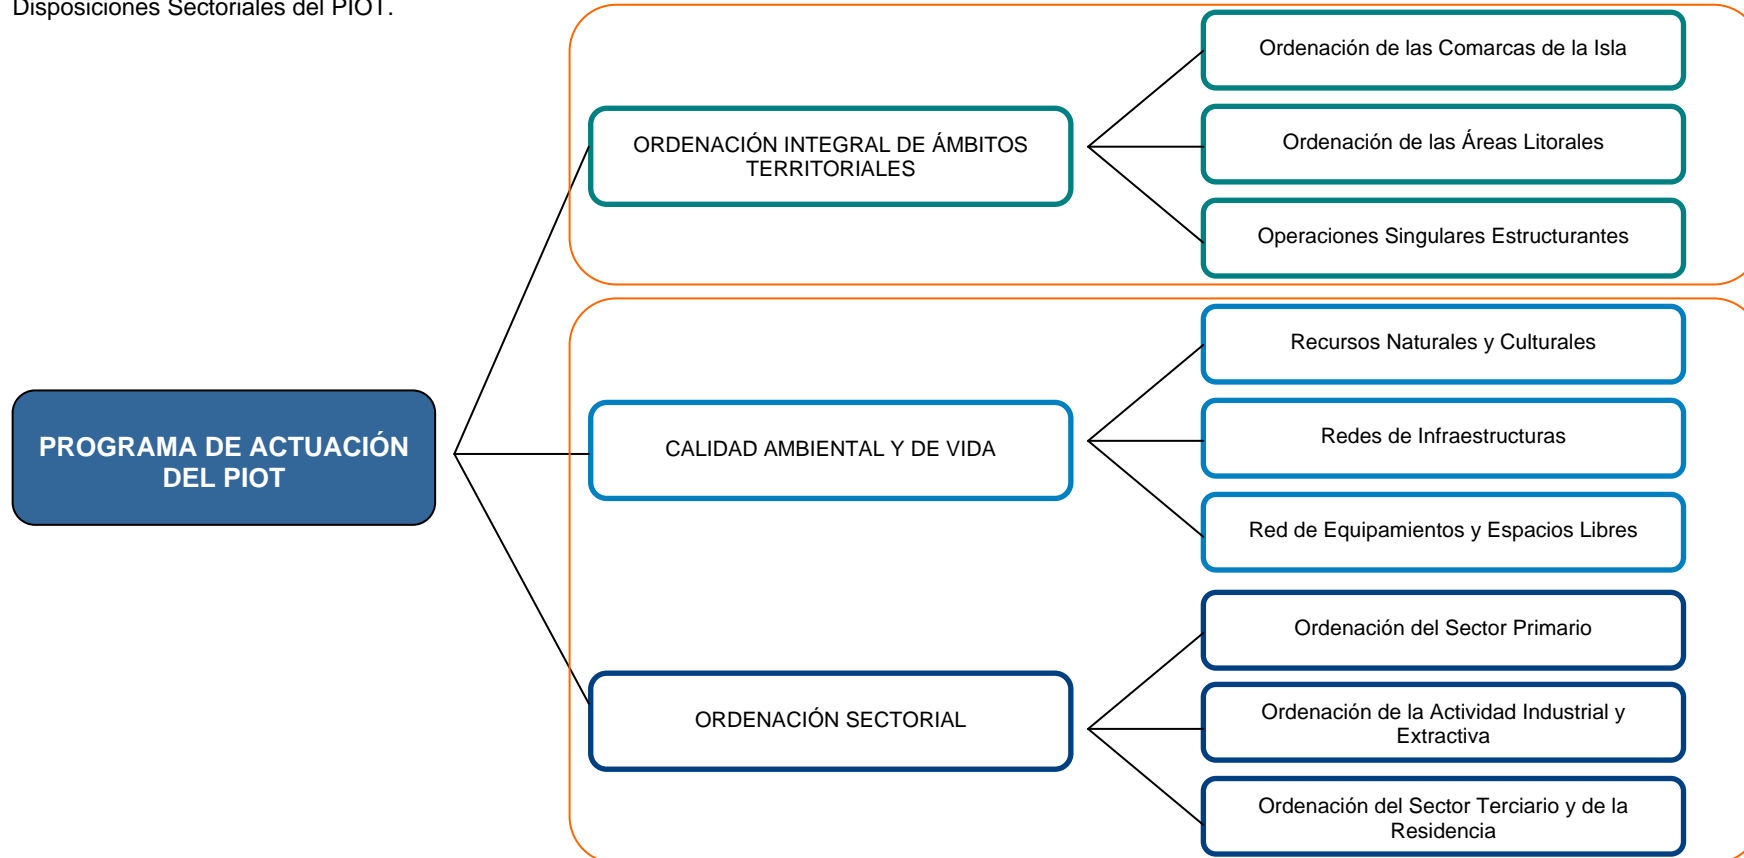 Disposiciones Sectoriales del PIOT.
Ordenación de las Comarcas de la Isla
ORDENACIÓN INTEGRAL DE ÁMBITOS
TERRITORIALES
Ordenación de las Áreas Litorales
Operaciones Singulares Estructurantes
PROGRAMA DE ACTUACIÓN
DEL PIOT
Recursos Naturales y Culturales
CALIDAD AMBIENTAL Y DE VIDA
Redes de Infraestructuras
Red de Equipamientos y Espacios Libres
Ordenación del Sector Primario
ORDENACIÓN SECTORIAL
Ordenación de la Actividad Industrial y
Extractiva
Ordenación del Sector Terciario y de la
Residencia